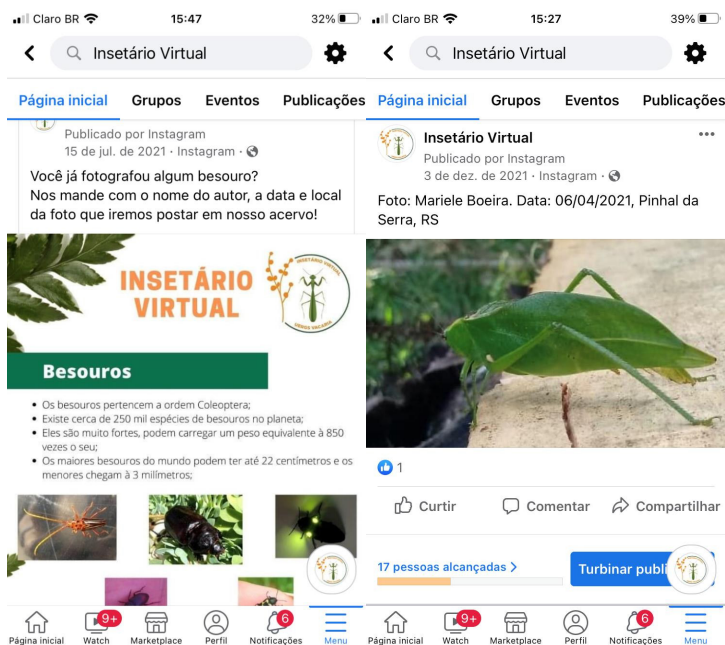 Claro BR 15:47 32%
Insetário Virtual
Página inicial Grupos Eventos Publicações
Publicado por Instagram
15 de jul. de 2021 · Instagram ·
Você já fotografou algum besouro?
Nos mande com o nome do autor, a data e local
da foto que iremos postar em nosso acervo!
INSETÁRIO
VIRTUAL
INSETÁRIO VIRTUAL
UERGS VACARIA
Besouros
• Os besouros pertencem a ordem Coleoptera;
• Existe cerca de 250 mil espécies de besouros no planeta;
• Eles são muito fortes, podem carregar um peso equivalente à 850
vezes o seu;
• Os maiores besouros do mundo podem ter até 22 centímetros e os
menores chegam à 3 milímetros;
Página inicial Watch 9+ Marketplace Perfil Notificações 6 Menu
Claro BR 15:27 39%
Insetário Virtual
Página inicial Grupos Eventos Publicações
Insetário Virtual
Publicado por Instagram
3 de dez. de 2021 · Instagram ·
Foto: Mariele Boeira. Data: 06/04/2021, Pinhal da
Serra, RS
1
Curtir Comentar Compartilhar
17 pessoas alcançadas
Turbinar publi
Página inicial Watch 9+ Marketplace Perfil Notificações 6 Menu